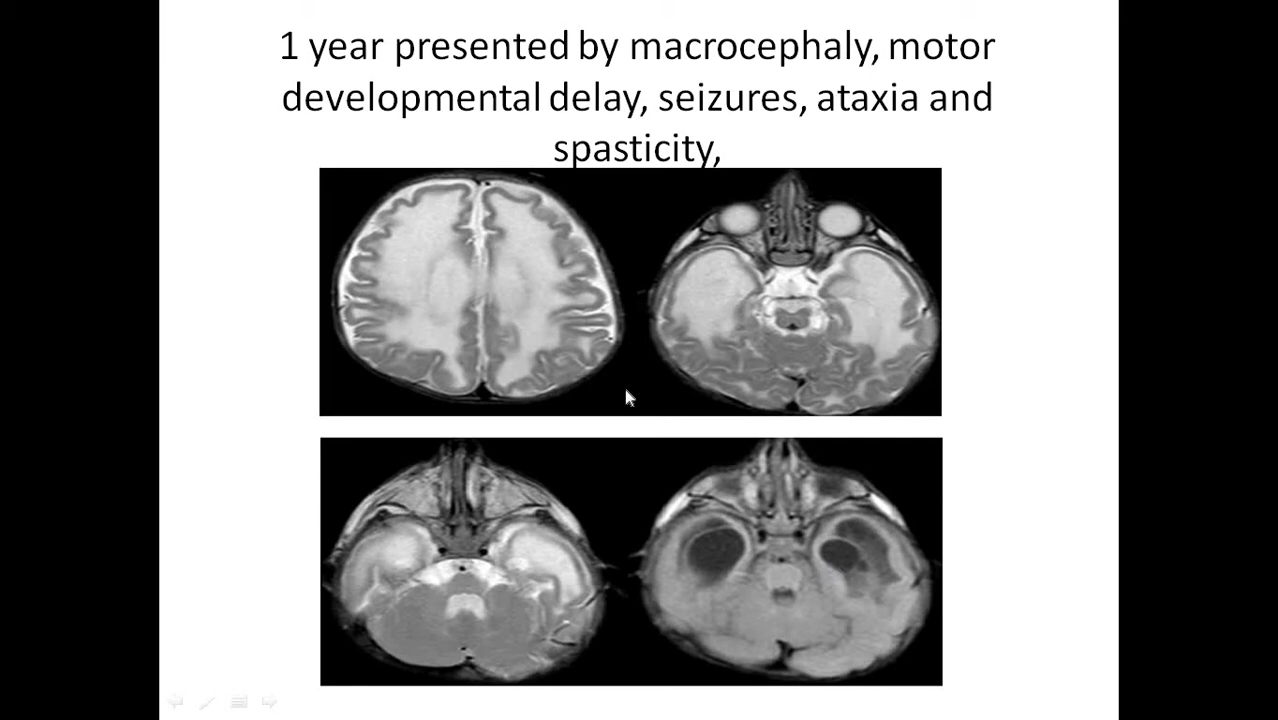 1 year presented by macrocephaly, motor
developmental delay, seizures, ataxia and
spasticity,